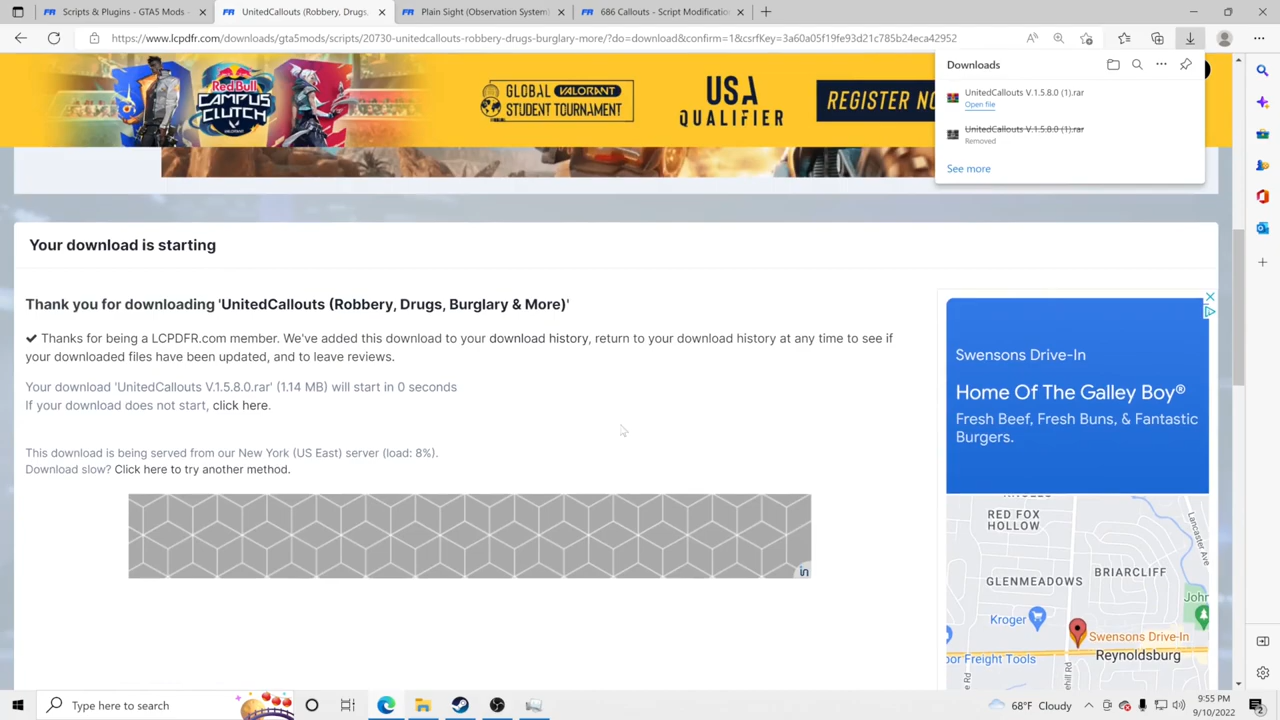 Scripts & Plugins - GTA5 Mods -
UnitedCallouts (Robbery, Drugs,
Plain Sight (Observation System)
686 Callouts - Script Modificatio
https://www.lcpdfr.com/downloads/gta5mods/scripts/20730-unitedcallouts-robbery-drugs-burglary-more/?do=download&confirm=1&csrfKey=3a60a05f19fe93d21c785b24eca42952
Downloads
UnitedCallouts V.1.5.8.0 (1).rar
Open file
UnitedCallouts V.1.5.8.0 (1).rar
Removed
See more
Red Bull
CAMPUS
CLUTCH
GLOBAL VALORANT
STUDENT TOURNAMENT
USA
QUALIFIER
REGISTER NO
Your download is starting
Thank you for downloading 'UnitedCallouts (Robbery, Drugs, Burglary & More)'
Thanks for being a LCPDFR.com member. We've added this download to your download history, return to your download history at any time to see if
your downloaded files have been updated, and to leave reviews.
Your download 'UnitedCallouts V.1.5.8.0.rar' (1.14 MB) will start in 0 seconds
If your download does not start, click here.
This download is being served from our New York (US East) server (load: 8%).
Download slow? Click here to try another method.
in
Swensons Drive-In
Home Of The Galley Boy®
Fresh Beef, Fresh Buns, & Fantastic
Burgers.
RED FOX
HOLLOW
Lancaster Ave
BRIARCLIFF
GLENMEADOWS
John
Kroger
Swensons Drive-In
Reynoldsburg
bor Freight Tools
Type here to search
68°F Cloudy
9:55 PM
9/10/2022
2